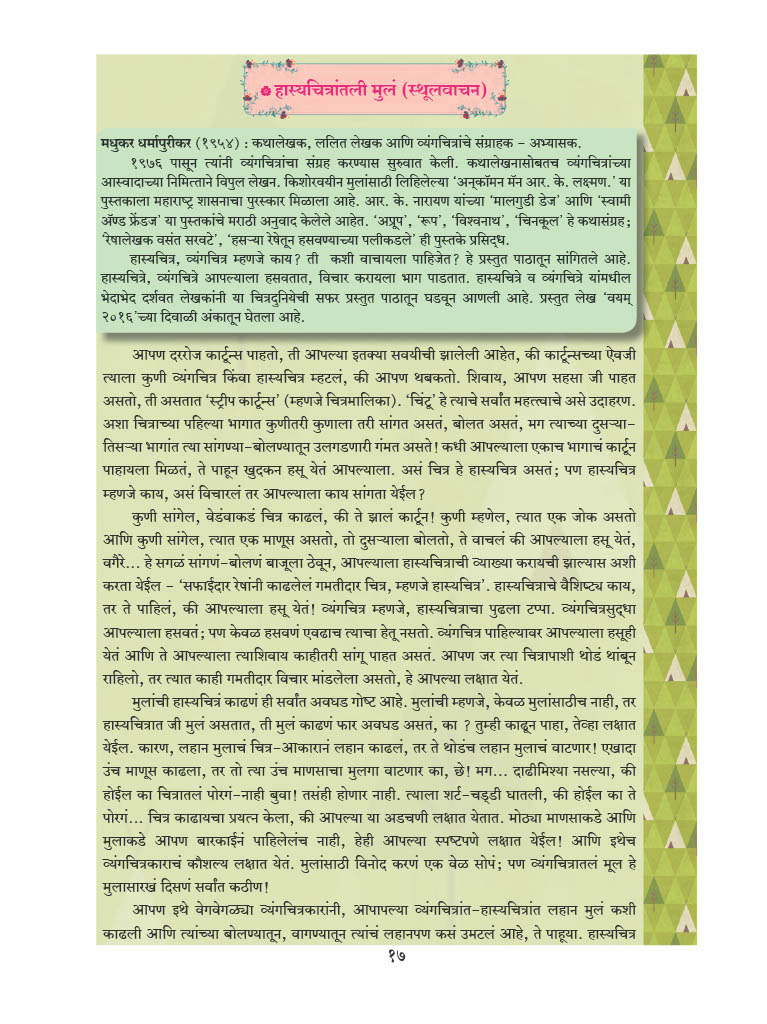 हास्यचित्रांतली मुलं (स्थूलवाचन)
मधुकर धर्मापुरीकर (१९५४) : कथालेखक, ललित लेखक आणि व्यंगचित्रांचे संग्राहक - अभ्यासक.
१९७६ पासून त्यांनी व्यंगचित्रांचा संग्रह करण्यास सुरुवात केली. कथालेखनासोबतच व्यंगचित्रांच्या
आस्वादाच्या निमित्ताने विपुल लेखन. किशोरवयीन मुलांसाठी लिहिलेल्या ‘अन्‌कॉमन मॅन आर. के. लक्ष्मण.’ या
पुस्तकाला महाराष्ट्र शासनाचा पुरस्कार मिळाला आहे. आर. के. नारायण यांच्या ‘मालगुडी डेज’ आणि ‘स्वामी
ॲण्ड फ्रेंडज’ या पुस्तकांचे मराठी अनुवाद केलेले आहेत. ‘अप्रूप’, ‘रूप’, ‘विश्वनाथ’, ‘चिनकूल’ हे कथासंग्रह;
‘रेषालेखक वसंत सरवटे’, ‘हसऱ्या रेषेतून हसवण्याच्या पलीकडले’ ही पुस्तके प्रसिद्ध.
हास्यचित्र, व्यंगचित्र म्हणजे काय? ती कशी वाचायला पाहिजेत? हे प्रस्तुत पाठातून सांगितले आहे.
हास्यचित्रे, व्यंगचित्रे आपल्याला हसवतात, विचार करायला भाग पाडतात. हास्यचित्रे व व्यंगचित्रे यांमधील
भेदाभेद दर्शवत लेखकांनी या चित्रदुनियेची सफर प्रस्तुत पाठातून घडवून आणली आहे. प्रस्तुत लेख ‘वयम्
२०१६’च्या दिवाळी अंकातून घेतला आहे.
आपण दररोज कार्टून्स पाहतो, ती आपल्या इतक्या सवयीची झालेली आहेत, की कार्टून्सच्या ऐवजी
त्याला कुणी व्यंगचित्र किंवा हास्यचित्र म्हटलं, की आपण थबकतो. शिवाय, आपण सहसा जी पाहत
असतो, ती असतात ‘स्ट्रीप कार्टून्स’ (म्हणजे चित्रमालिका). ‘चिंटू’ हे त्याचे सर्वांत महत्त्वाचे असे उदाहरण.
अशा चित्राच्या पहिल्या भागात कुणीतरी कुणाला तरी सांगत असतं, बोलत असतं, मग त्याच्या दुसऱ्या-
तिसऱ्या भागांत त्या सांगण्या-बोलण्यातून उलगडणारी गंमत असते! कधी आपल्याला एकाच भागाचं कार्टून
पाहायला मिळतं, ते पाहून खुदकन हसू येतं आपल्याला. असं चित्र हे हास्यचित्र असतं; पण हास्यचित्र
म्हणजे काय, असं विचारलं तर आपल्याला काय सांगता येईल?
कुणी सांगेल, वेडंवाकडं चित्र काढलं, की ते झालं कार्टून! कुणी म्हणेल, त्यात एक जोक असतो
आणि कुणी सांगेल, त्यात एक माणूस असतो, तो दुसऱ्याला बोलतो, ते वाचलं की आपल्याला हसू येतं,
वगैरे... हे सगळं सांगणं-बोलणं बाजूला ठेवून, आपल्याला हास्यचित्राची व्याख्या करायची झाल्यास अशी
करता येईल - ‘सफाईदार रेषांनी काढलेलं गमतीदार चित्र, म्हणजे हास्यचित्र’. हास्यचित्राचे वैशिष्ट्य काय,
तर ते पाहिलं, की आपल्याला हसू येतं! व्यंगचित्र म्हणजे, हास्यचित्राचा पुढला टप्पा. व्यंगचित्रसुद्धा
आपल्याला हसवतं; पण केवळ हसवणं एवढाच त्याचा हेतू नसतो. व्यंगचित्र पाहिल्यावर आपल्याला हसूही
येतं आणि ते आपल्याला त्याशिवाय काहीतरी सांगू पाहत असतं. आपण जर त्या चित्रापाशी थोडं थांबून
राहिलो, तर त्यात काही गमतीदार विचार मांडलेला असतो, हे आपल्या लक्षात येतं.
मुलांची हास्यचित्रं काढणं ही सर्वांत अवघड गोष्ट आहे. मुलांची म्हणजे, केवळ मुलांसाठीच नाही, तर
हास्यचित्रात जी मुलं असतात, ती मुलं काढणं फार अवघड असतं, का ? तुम्ही काढून पाहा, तेव्हा लक्षात
येईल. कारण, लहान मुलाचं चित्र-आकारानं लहान काढलं, तर ते थोडंच लहान मुलाचं वाटणार! एखादा
उंच माणूस काढला, तर तो त्या उंच माणसाचा मुलगा वाटणार का, छे! मग... दाढीमिश्या नसल्या, की
होईल का चित्रातलं पोरगं-नाही बुवा! तसंही होणार नाही. त्याला शर्ट-चड्डी घातली, की होईल का ते
पोरगं... चित्र काढायचा प्रयत्न केला, की आपल्या या अडचणी लक्षात येतात. मोठ्या माणसाकडे आणि
मुलाकडे आपण बारकाईनं पाहिलेलंच नाही, हेही आपल्या स्पष्टपणे लक्षात येईल! आणि इथेच
व्यंगचित्रकाराचं कौशल्य लक्षात येतं. मुलांसाठी विनोद करणं एक वेळ सोपं; पण व्यंगचित्रातलं मूल हे
मुलासारखं दिसणं सर्वांत कठीण!
आपण इथे वेगवेगळ्या व्यंगचित्रकारांनी, आपापल्या व्यंगचित्रांत-हास्यचित्रांत लहान मुलं कशी
काढली आणि त्यांच्या बोलण्यातून, वागण्यातून त्यांचं लहानपण कसं उमटलं आहे, ते पाहूया. हास्यचित्र
१७